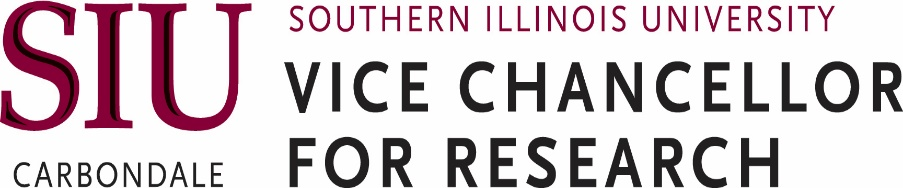 SIU
CARBONDALE
SOUTHERN ILLINOIS UNIVERSITY
VICE CHANCELLOR
FOR RESEARCH